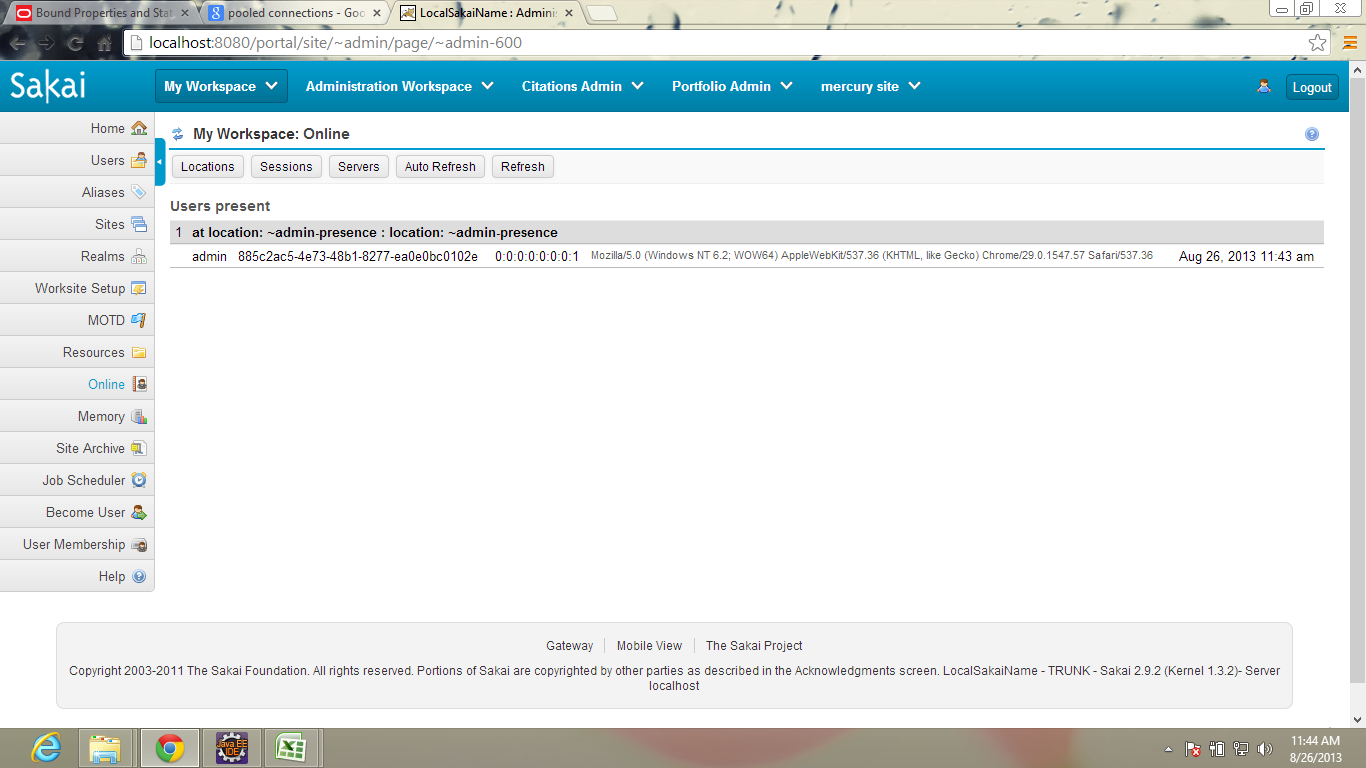 Bound Properties and Stat
pooled connections - Goo
LocalSakaiName : Adminis
localhost:8080/portal/site/~admin/page/~admin-600
Sakai
My Workspace
Administration Workspace
Citations Admin
Portfolio Admin
mercury site
Logout
Home
Users
Aliases
Sites
Realms
Worksite Setup
MOTD
Resources
Online
Memory
Site Archive
Job Scheduler
Become User
User Membership
Help
My Workspace: Online
Locations
Sessions
Servers
Auto Refresh
Refresh
Users present
1 at location: ~admin-presence : location: ~admin-presence
admin 885c2ac5-4e73-48b1-8277-ea0e0bc0102e 0:0:0:0:0:0:0:1 Mozilla/5.0 (Windows NT 6.2; WOW64) AppleWebKit/537.36 (KHTML, like Gecko) Chrome/29.0.1547.57 Safari/537.36 Aug 26, 2013 11:43 am
Gateway
Mobile View
The Sakai Project
Copyright 2003-2011 The Sakai Foundation. All rights reserved. Portions of Sakai are copyrighted by other parties as described in the Acknowledgments screen. LocalSakaiName - TRUNK - Sakai 2.9.2 (Kernel 1.3.2)- Server
localhost
Java EE
IDE
11:44 AM
8/26/2013